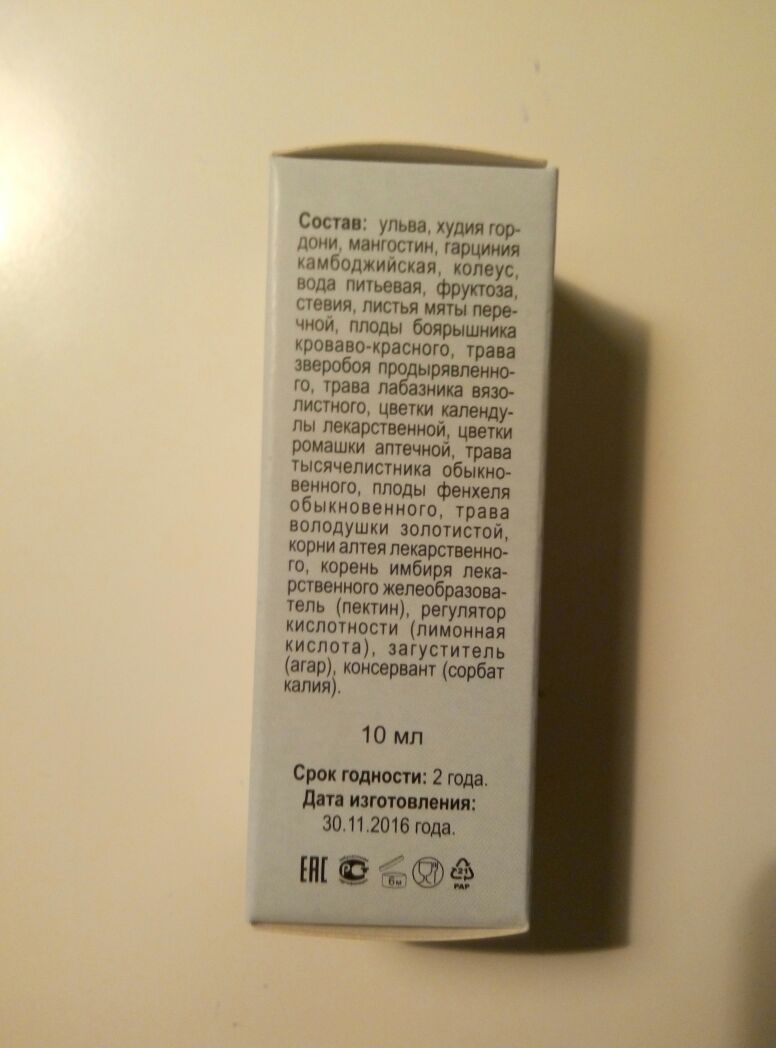 Состав: ульва, худия гор-
дони, мангостин, гарциния
камбоджийская, колеус,
вода питьевая, фруктоза,
стевия, листья мяты пере-
чной, плоды боярышника
кроваво-красного, трава
зверобоя продырявленно-
го, трава лабазника вязо-
листного, цветки календу-
лы лекарственной, цветки
ромашки аптечной, трава
тысячелистника обыкно-
венного, плоды фенхеля
обыкновенного, трава
володушки золотистой,
корни алтея лекарственно-
го, корень имбиря лека-
рственного желеобразова-
тель (пектин), регулятор
кислотности (лимонная
кислота), загуститель
(агар), консервант (сорбат
калия).
10 мл
Срок годности: 2 года.
Дата изготовления:
30.11.2016 года.
ЕАС РСТ 6м 21
PAP